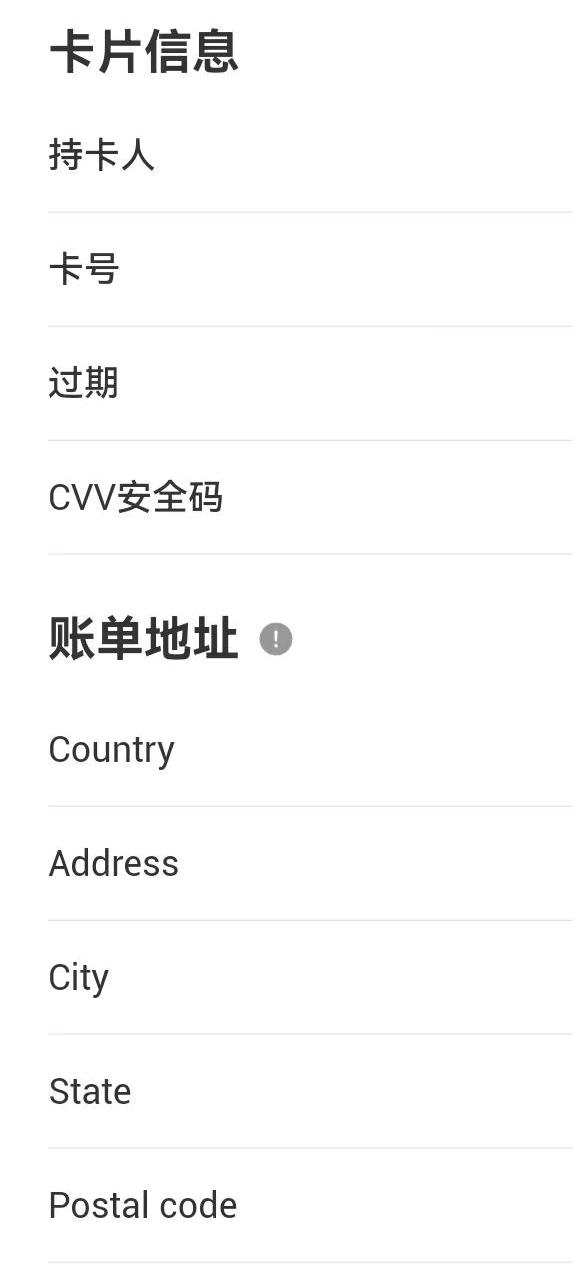 卡片信息
持卡人
卡号
过期
CVV安全码
账单地址
Country
Address
City
State
Postal code